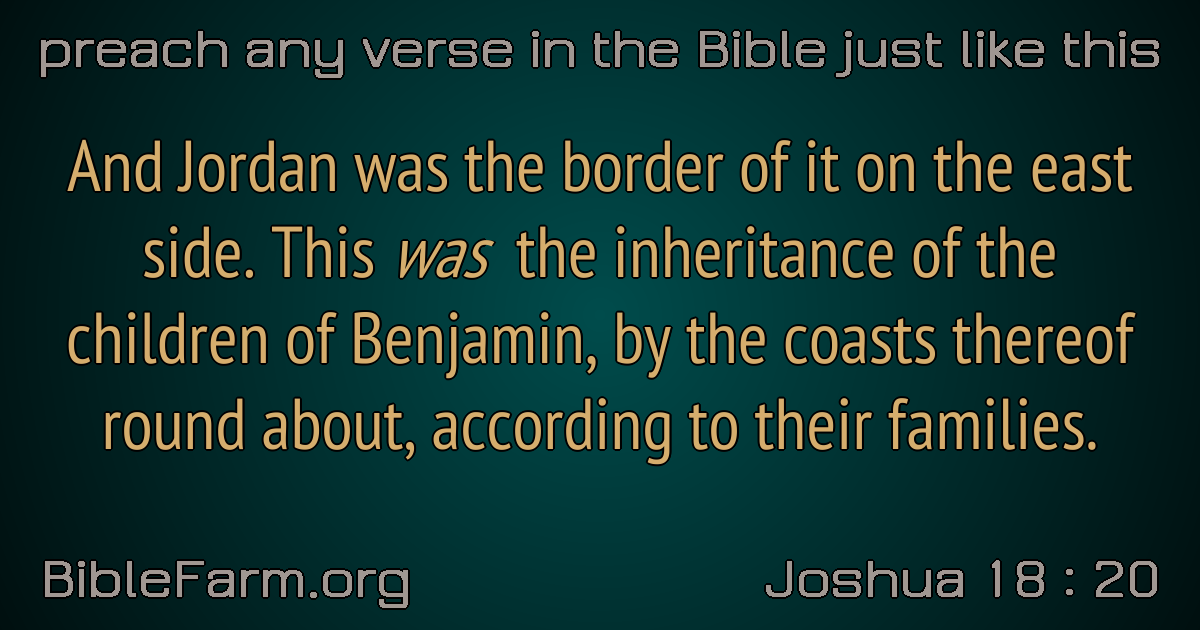 preach any verse in the Bible just like this
And Jordan was the border of it on the east
side. This was the inheritance of the
children of Benjamin, by the coasts thereof
round about, according to their families.
BibleFarm.org
Joshua 18 : 20